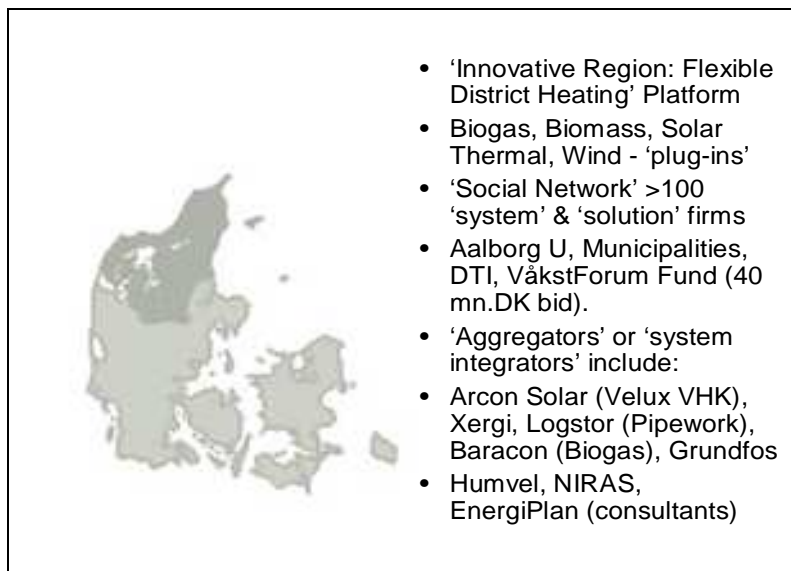 • ‘Innovative Region: Flexible
District Heating’ Platform
• Biogas, Biomass, Solar
Thermal, Wind - ‘plug-ins’
• ‘Social Network’ >100
‘system’ & ‘solution’ firms
• Aalborg U, Municipalities,
DTI, VåkstForum Fund (40
mn.DK bid).
• ‘Aggregators’ or ‘system
integrators’ include:
• Arcon Solar (Velux VHK),
Xergi, Logstor (Pipework),
Baracon (Biogas), Grundfos
• Humvel, NIRAS,
EnergiPlan (consultants)